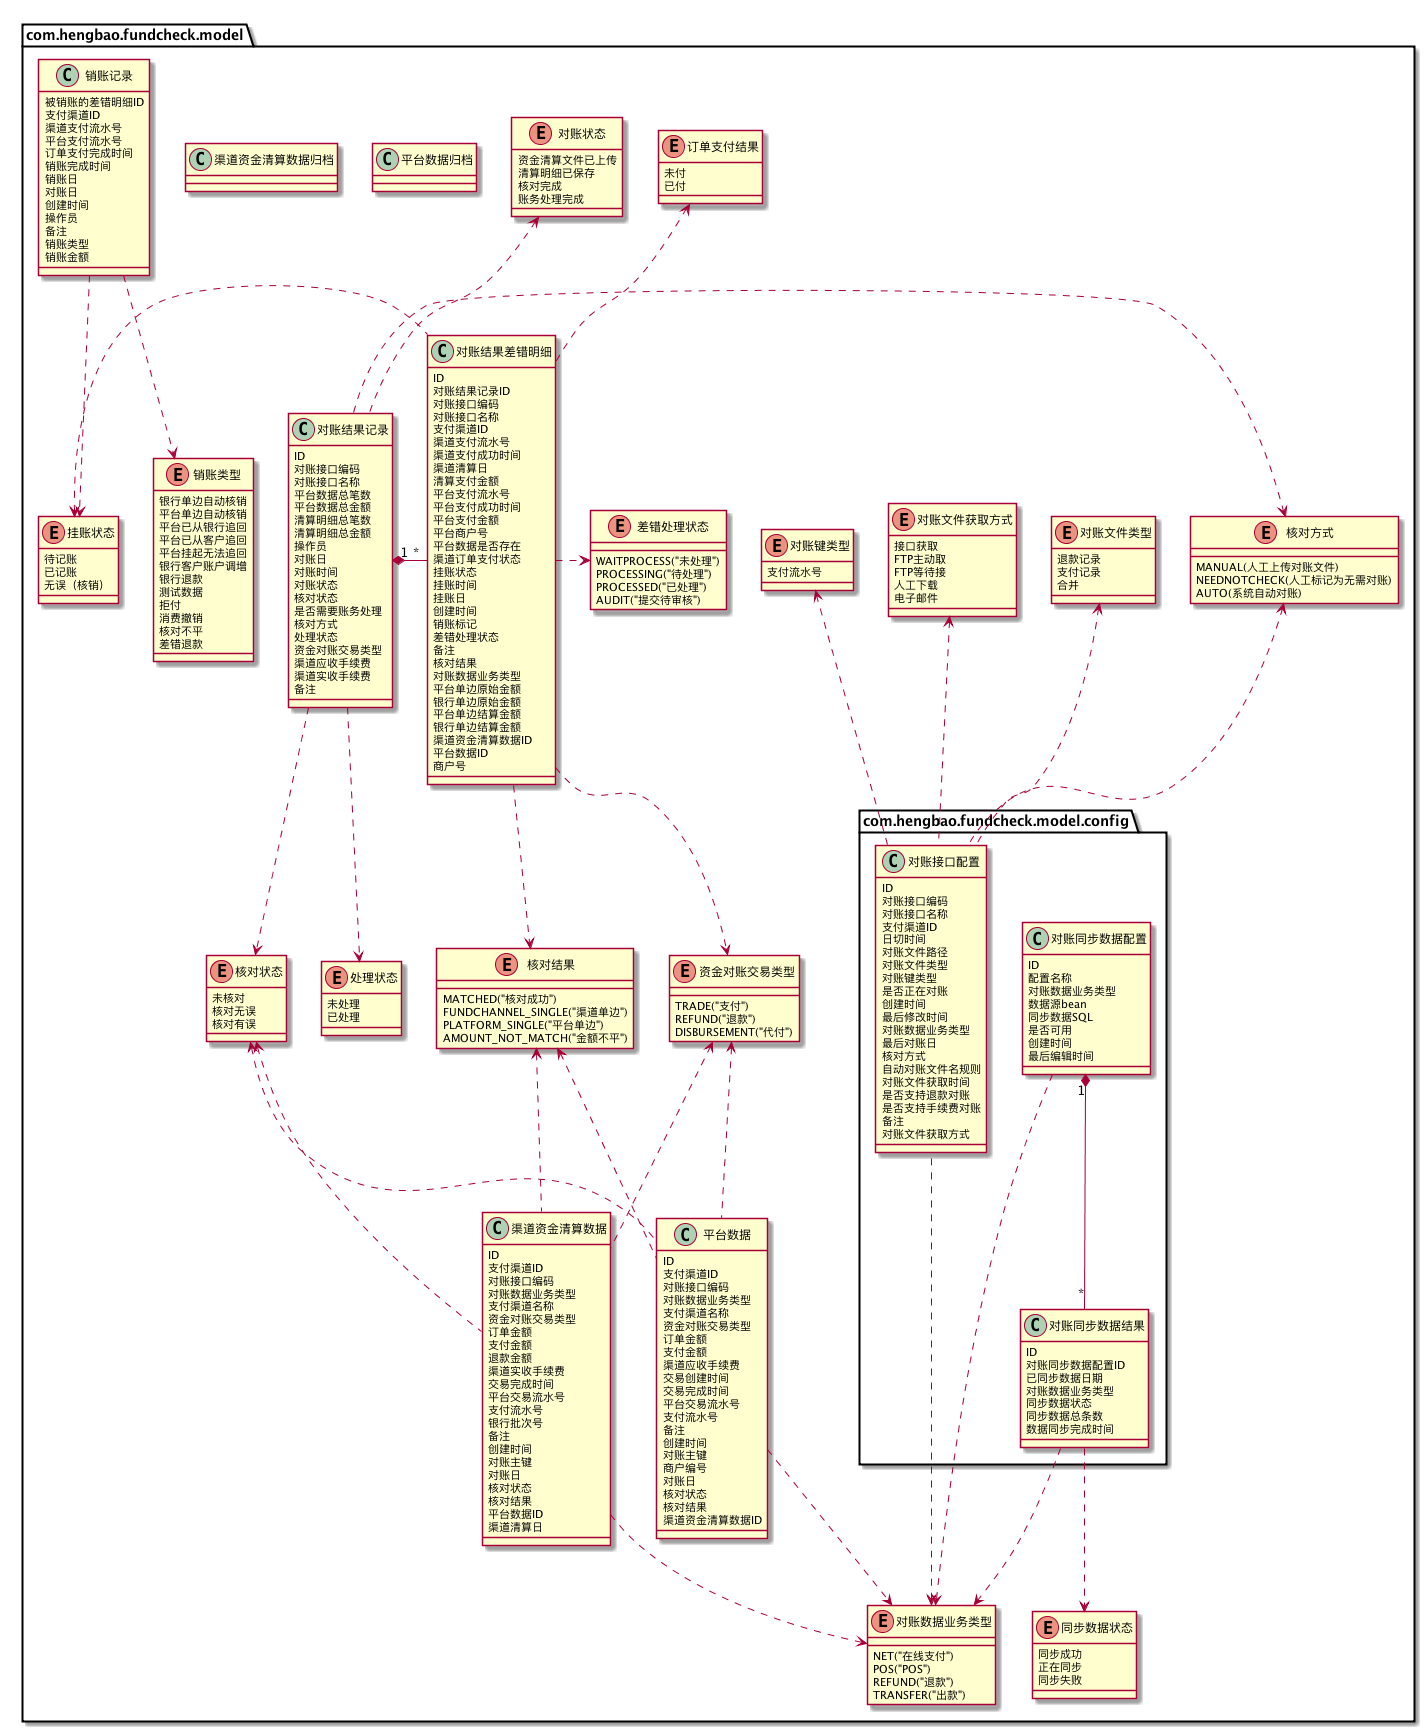 com.hengbao.fundcheck.model
C 销账记录
被销账的差错明细ID
支付渠道ID
渠道支付流水号
平台支付流水号
订单支付完成时间
销账完成时间
销账日
对账日
创建时间
操作员
备注
销账类型
销账金额
C 渠道资金清算数据归档
C 平台数据归档
E 对账状态
资金清算文件已上传
清算明细已保存
核对完成
账务处理完成
E 订单支付结果
未付
已付
C 对账结果差错明细
ID
对账结果记录ID
对账接口编码
对账接口名称
支付渠道ID
渠道支付流水号
渠道支付成功时间
渠道清算日
清算支付金额
平台支付流水号
平台支付成功时间
平台支付金额
平台商户号
平台数据是否存在
渠道订单支付状态
挂账状态
挂账时间
挂账日
创建时间
销账标记
差错处理状态
备注
核对结果
对账数据业务类型
平台单边原始金额
银行单边原始金额
平台单边结算金额
银行单边结算金额
渠道资金清算数据ID
平台数据ID
商户号
C 对账结果记录
ID
对账接口编码
对账接口名称
平台数据总笔数
平台数据总金额
清算明细总笔数
清算明细总金额
操作员
对账日
对账时间
对账状态
核对状态
是否需要账务处理
核对方式
处理状态
资金对账交易类型
渠道应收手续费
渠道实收手续费
备注
1 *
E 销账类型
银行单边自动核销
平台单边自动核销
平台已从银行追回
平台已从客户追回
平台挂起无法追回
银行客户账户调增
银行退款
测试数据
拒付
消费撤销
核对不平
差错退款
E 挂账状态
待记账
已记账
无误（核销）
E 差错处理状态
WAITPROCESS("未处理")
PROCESSING("待处理")
PROCESSED("已处理")
AUDIT("提交待审核")
E 对账键类型
支付流水号
E 对账文件获取方式
接口获取
FTP主动取
FTP等待接
人工下载
电子邮件
E 对账文件类型
退款记录
支付记录
合并
E 核对方式
MANUAL(人工上传对账文件)
NEEDNOTCHECK(人工标记为无需对账)
AUTO(系统自动对账)
com.hengbao.fundcheck.model.config
C 对账接口配置
ID
对账接口编码
对账接口名称
支付渠道ID
日切时间
对账文件路径
对账文件类型
对账键类型
是否正在对账
创建时间
最后修改时间
对账数据业务类型
最后对账日
核对方式
自动对账文件名规则
对账文件获取时间
是否支持退款对账
是否支持手续费对账
备注
对账文件获取方式
C 对账同步数据配置
ID
配置名称
对账数据业务类型
数据源bean
同步数据SQL
是否可用
创建时间
最后编辑时间
1
*
C 对账同步数据结果
ID
对账同步数据配置ID
已同步数据日期
对账数据业务类型
同步数据状态
同步数据总条数
数据同步完成时间
E 核对状态
未核对
核对无误
核对有误
E 处理状态
未处理
已处理
E 核对结果
MATCHED("核对成功")
FUNDCHANNEL_SINGLE("渠道单边")
PLATFORM_SINGLE("平台单边")
AMOUNT_NOT_MATCH("金额不平")
E 资金对账交易类型
TRADE("支付")
REFUND("退款")
DISBURSEMENT("代付")
C 渠道资金清算数据
ID
支付渠道ID
对账接口编码
对账数据业务类型
支付渠道名称
资金对账交易类型
订单金额
支付金额
退款金额
渠道实收手续费
交易完成时间
平台交易流水号
支付流水号
银行批次号
备注
创建时间
对账主键
对账日
核对状态
核对结果
平台数据ID
渠道清算日
C 平台数据
ID
支付渠道ID
对账接口编码
对账数据业务类型
支付渠道名称
资金对账交易类型
订单金额
支付金额
渠道应收手续费
交易创建时间
交易完成时间
平台交易流水号
支付流水号
备注
创建时间
对账主键
商户编号
对账日
核对状态
核对结果
渠道资金清算数据ID
E 对账数据业务类型
NET("在线支付")
POS("POS")
REFUND("退款")
TRANSFER("出款")
E 同步数据状态
同步成功
正在同步
同步失败